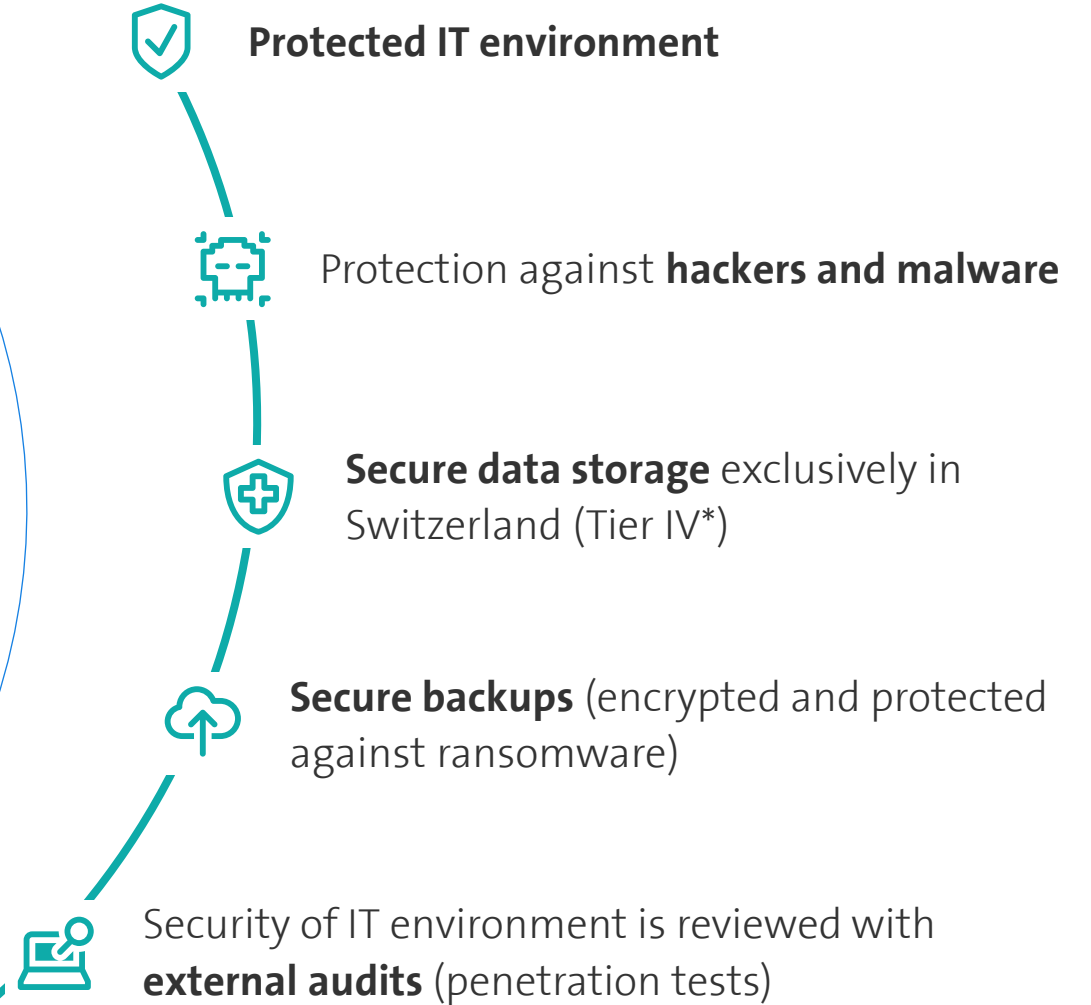 Protected IT environment
Protection against hackers and malware
Secure data storage exclusively in
Switzerland (Tier IV*)
Secure backups (encrypted and protected
against ransomware)
Security of IT environment is reviewed with
external audits (penetration tests)